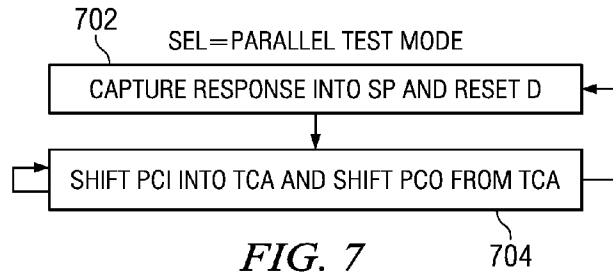 702
SEL=PARALLEL TEST MODE
CAPTURE RESPONSE INTO SP AND RESET D
SHIFT PCI INTO TCA AND SHIFT PCO FROM TCA
FIG. 7
704